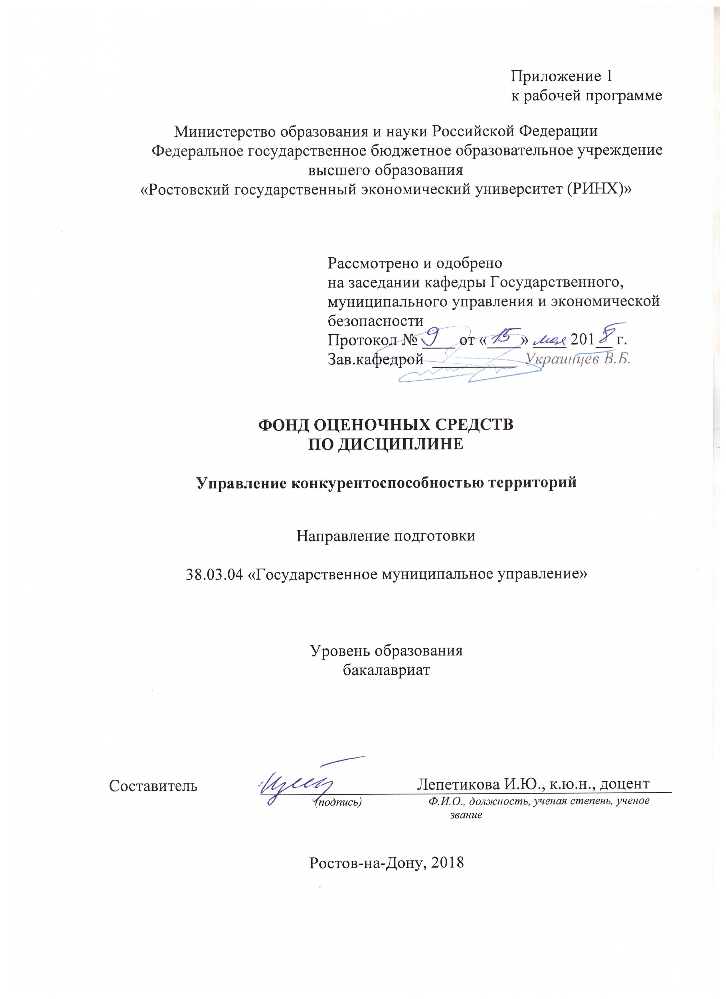 Приложение 1
к рабочей программе
Министерство образования и науки Российской Федерации
Федеральное государственное бюджетное образовательное учреждение
высшего образования
«Ростовский государственный экономический университет (РИНХ)»
Рассмотрено и одобрено
на заседании кафедры Государственного,
муниципального управления и экономической
безопасности
Протокол № 9 от «15» мая 2018 г.
Зав.кафедрой Украинцев В.Б.
ФОНД ОЦЕНОЧНЫХ СРЕДСТВ
ПО ДИСЦИПЛИНЕ
Управление конкурентоспособностью территорий
Направление подготовки
38.03.04 «Государственное муниципальное управление»
Уровень образования
бакалавриат
Составитель Лепетикова И.Ю., к.ю.н., доцент
(подпись) Ф.И.О., должность, ученая степень, ученое
звание
Ростов-на-Дону, 2018